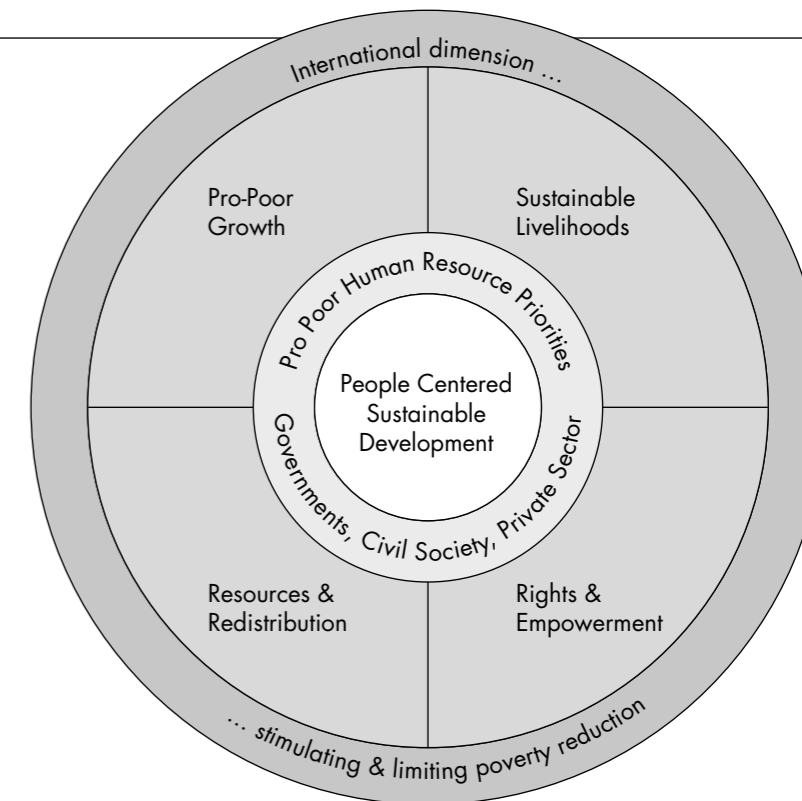 International dimension ...
Pro-Poor
Growth
Sustainable
Livelihoods
Pro Poor Human Resource Priorities
People Centered
Sustainable
Development
Governments, Civil Society, Private Sector
Resources &
Redistribution
Rights &
Empowerment
... stimulating & limiting poverty reduction